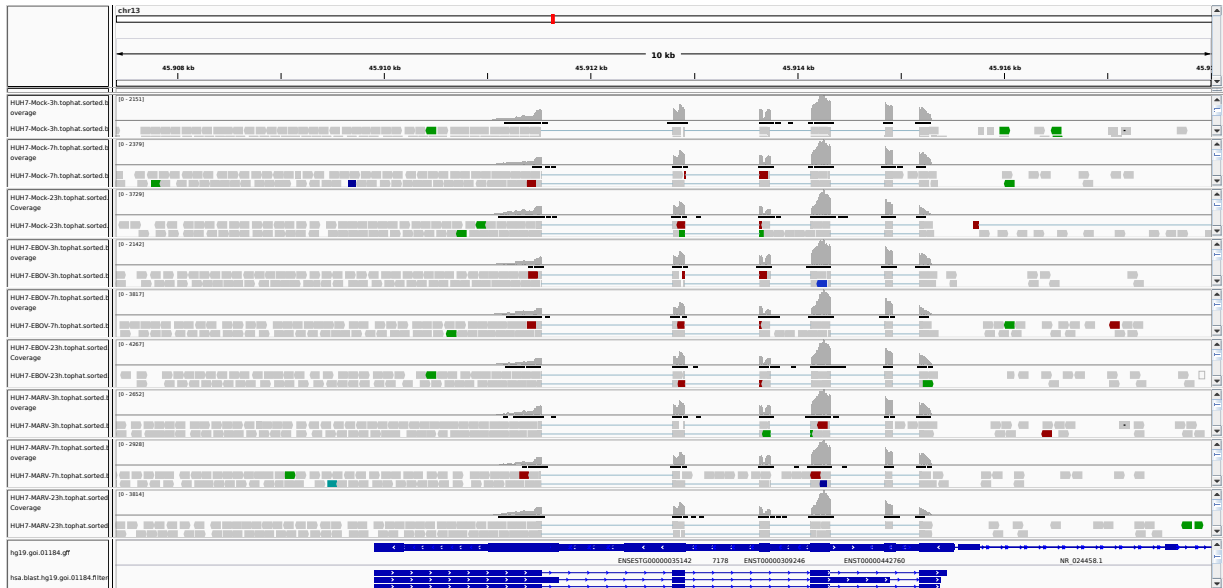 chr13
10 kb
45.908 kb
45.910 kb
45.912 kb
45.914 kb
45.916 kb
45.9
HUH7-Mock-3h.tophat.sorted.b
overage
[0 - 2151]
HUH7-Mock-3h.tophat.sorted.b
HUH7-Mock-7h.tophat.sorted.b
overage
[0 - 2379]
HUH7-Mock-7h.tophat.sorted.b
HUH7-Mock-23h.tophat.sorted.
Coverage
[0 - 3729]
HUH7-Mock-23h.tophat.sorted.
HUH7-EBOV-3h.tophat.sorted.b
overage
[0 - 2142]
HUH7-EBOV-3h.tophat.sorted.b
HUH7-EBOV-7h.tophat.sorted.b
overage
[0 - 3817]
HUH7-EBOV-7h.tophat.sorted.b
HUH7-EBOV-23h.tophat.sorted.
Coverage
[0 - 4267]
HUH7-EBOV-23h.tophat.sorted.
HUH7-MARV-3h.tophat.sorted.b
overage
[0 - 2652]
HUH7-MARV-3h.tophat.sorted.b
HUH7-MARV-7h.tophat.sorted.b
overage
[0 - 2928]
HUH7-MARV-7h.tophat.sorted.b
HUH7-MARV-23h.tophat.sorted
Coverage
[0 - 3814]
HUH7-MARV-23h.tophat.sorted
hg19.goi.01184.gff
ENSESTG00000035142 7178 ENST00000309246 ENST00000442760 NR_024458.1
hsa.blast.hg19.goi.01184.filter